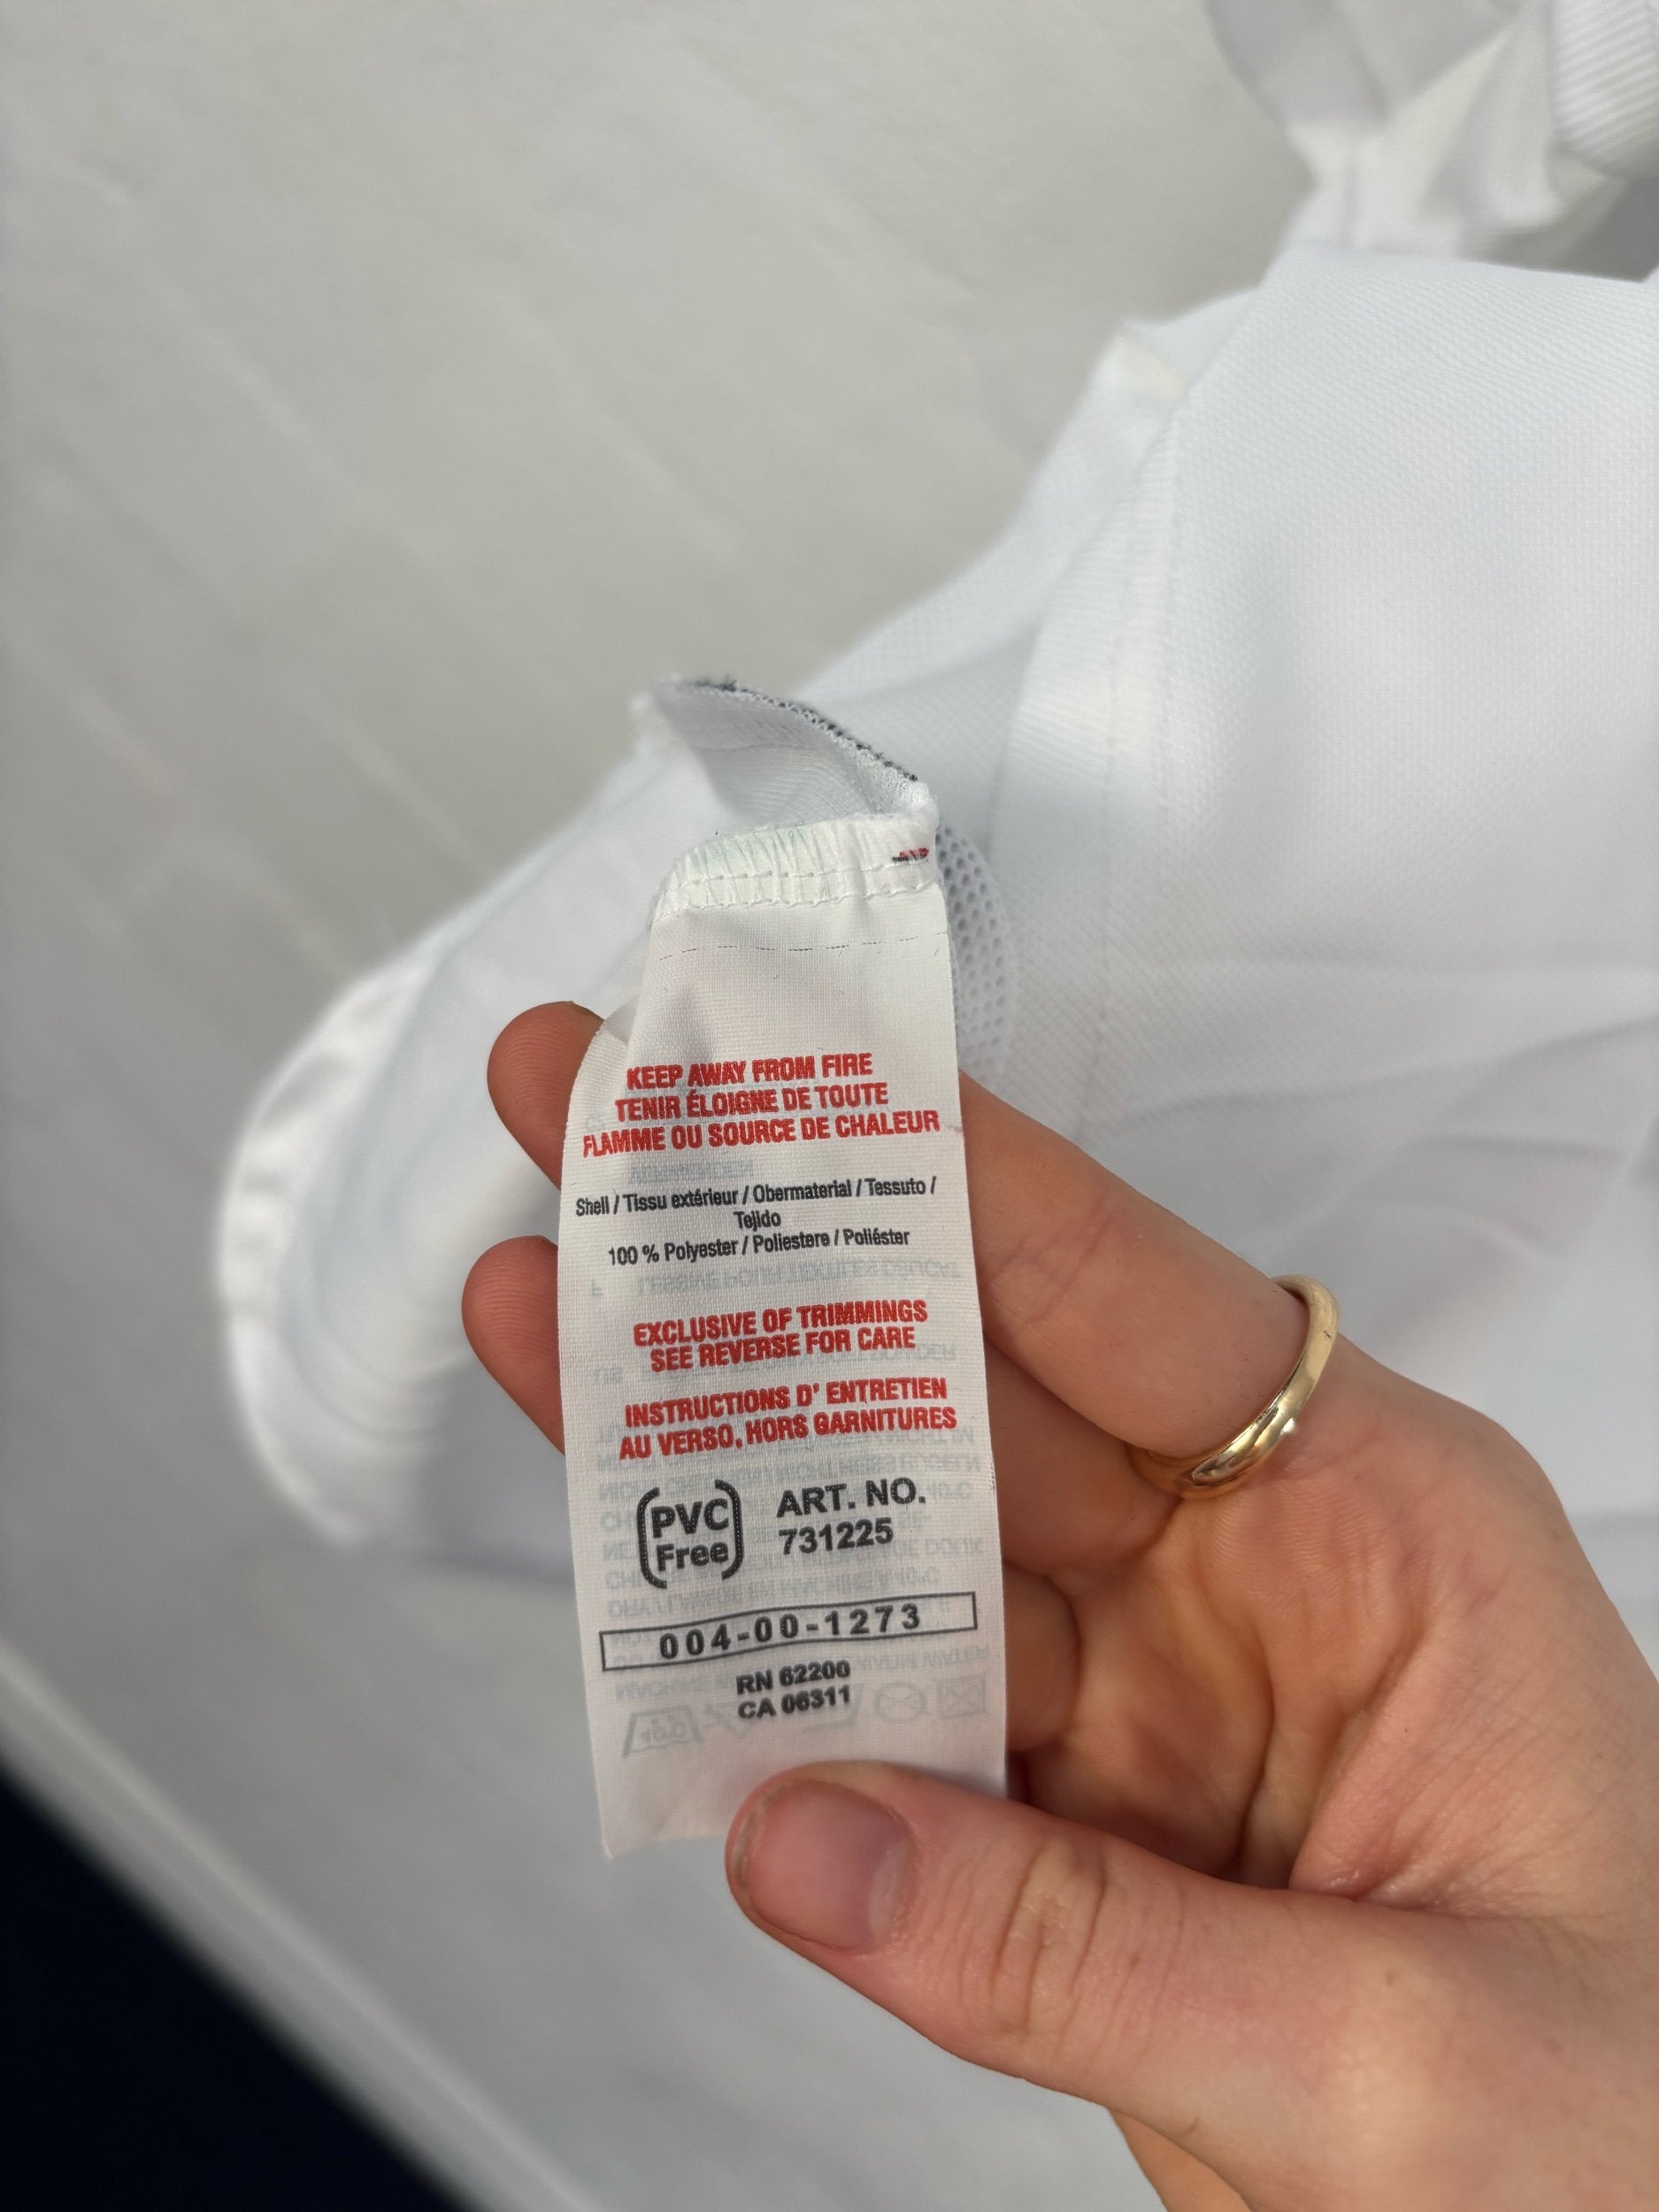 KEEP AWAY FROM FIRE
TENIR ÉLOIGNE DE TOUTE
FLAMME OU SOURCE DE CHALEUR
Shell / Tissu extérieur / Obermaterial / Tessuto /
Tejido
100 % Polyester / Poliestere / Poliéster
EXCLUSIVE OF TRIMMINGS
SEE REVERSE FOR CARE
INSTRUCTIONS D' ENTRETIEN
AU VERSO, HORS GARNITURES
PVC
Free
ART. NO.
731225
004-00-1273
RN 62200
CA 06311